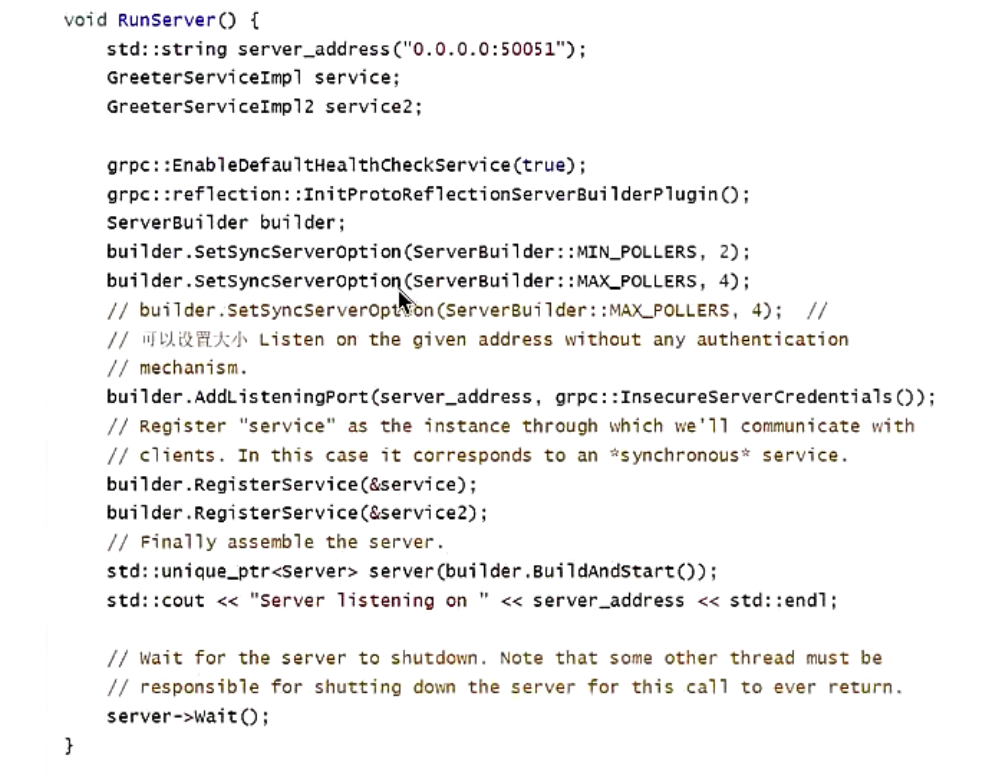 void RunServer() {
    std::string server_address("0.0.0.0:50051");
    GreeterServiceImpl service;
    GreeterServiceImpl2 service2;

    grpc::EnableDefaultHealthCheckService(true);
    grpc::reflection::InitProtoReflectionServerBuilderPlugin();
    ServerBuilder builder;
    builder.SetSyncServerOption(ServerBuilder::MIN_POLLERS, 2);
    builder.SetSyncServerOption(ServerBuilder::MAX_POLLERS, 4);
    // builder.SetSyncServerOption(ServerBuilder::MAX_POLLERS, 4);  //
    // 可以设置大小 Listen on the given address without any authentication
    // mechanism.
    builder.AddListeningPort(server_address, grpc::InsecureServerCredentials());
    // Register "service" as the instance through which we'll communicate with
    // clients. In this case it corresponds to an *synchronous* service.
    builder.RegisterService(&service);
    builder.RegisterService(&service2);
    // Finally assemble the server.
    std::unique_ptr<Server> server(builder.BuildAndStart());
    std::cout << "Server listening on " << server_address << std::endl;

    // Wait for the server to shutdown. Note that some other thread must be
    // responsible for shutting down the server for this call to ever return.
    server->Wait();
}